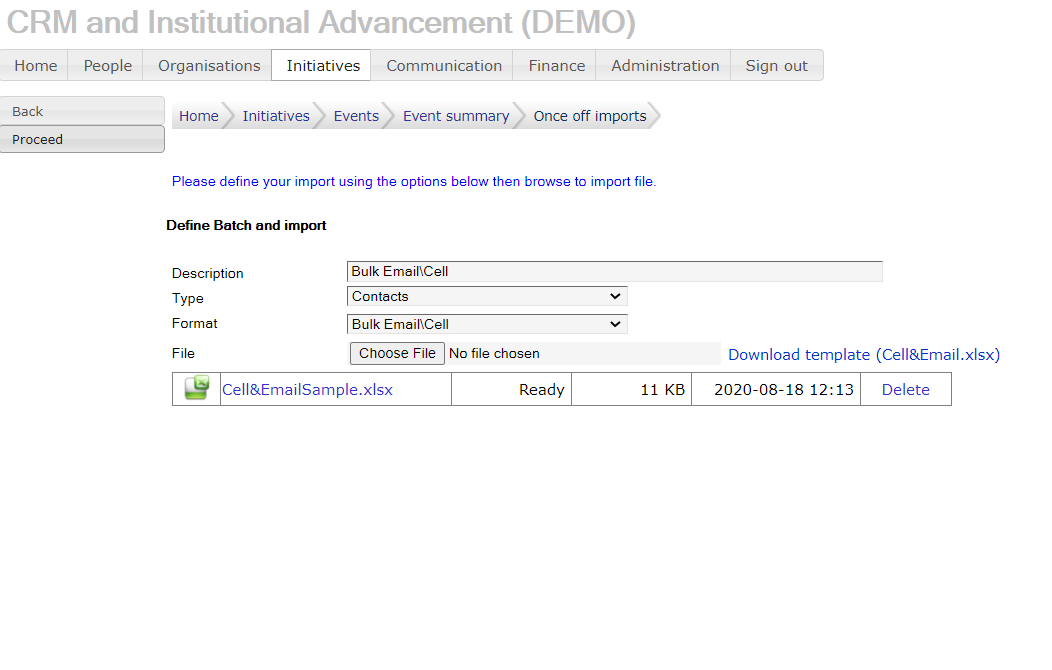 CRM and Institutional Advancement (DEMO)
Home People Organisations Initiatives Communication Finance Administration Sign out
Back
Proceed
Home Initiatives Events Event summary Once off imports
Please define your import using the options below then browse to import file.
Define Batch and import
Description Bulk Email\Cell
Type Contacts
Format Bulk Email\Cell
File Choose File No file chosen Download template (Cell&Email.xlsx)
Cell&EmailSample.xlsx Ready 11 KB 2020-08-18 12:13 Delete